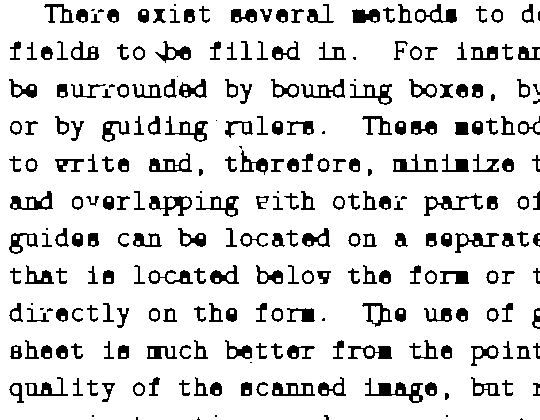 There exist several methods to de
fields to be filled in. For instan
be surrounded by bounding boxes, by
or by guiding rulers. These method
to write and, therefore, minimize t
and overlapping with other parts of
guides can be located on a separate
that is located below the form or t
directly on the form. The use of g
sheet is much better from the point
quality of the scanned image, but r